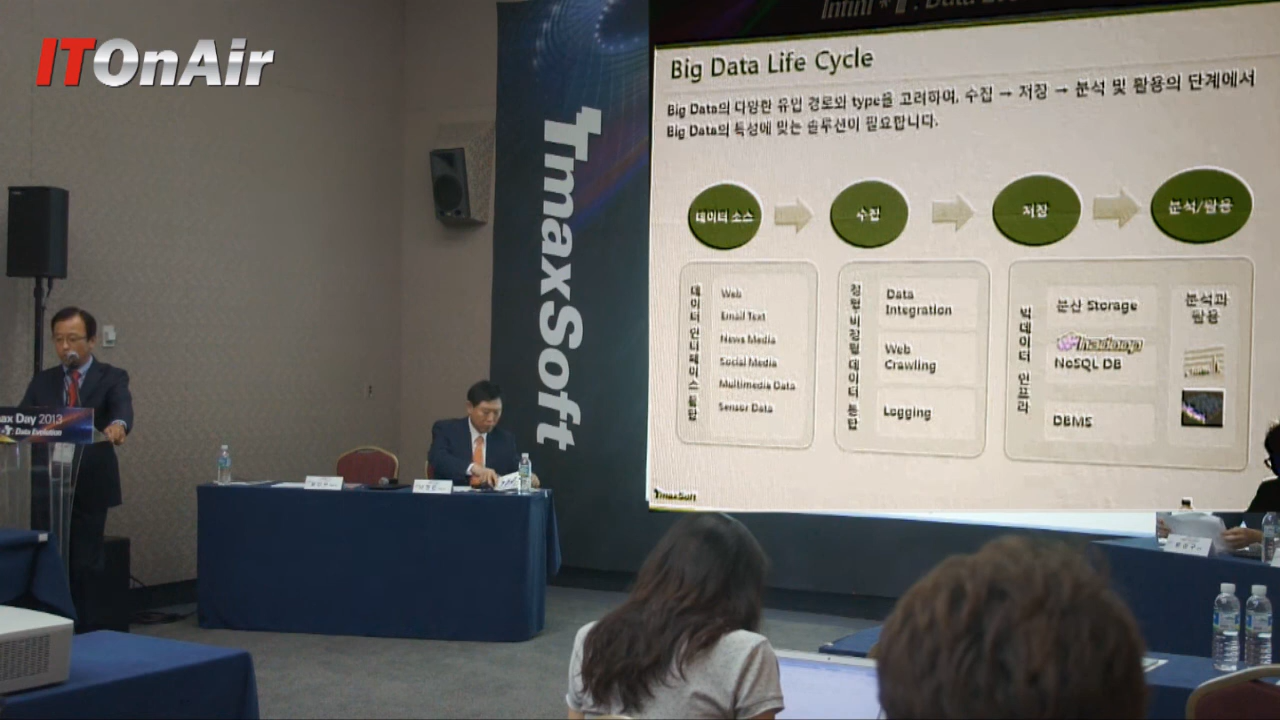 ITOnAir
TmaxSoft
Big Data Life Cycle
Big Data의 다양한 유입 경로와 type을 고려하여, 수집 → 저장 → 분석 및 활용의 단계에서
Big Data의 특성에 맞는 솔루션이 필요합니다.
데이터 소스
수집
저장
분석/활용
데이터 인터페이스 통합
Web
Email Text
News Media
Social Media
Multimedia Data
Sensor Data
정형/비정형 데이터 통합
Data
Integration
Web
Crawling
Logging
빅데이터 인프라
분산 Storage
hadoop
NoSQL DB
DBMS
분석과
활용
TmaxSoft
max Day 2013
Data Evolution